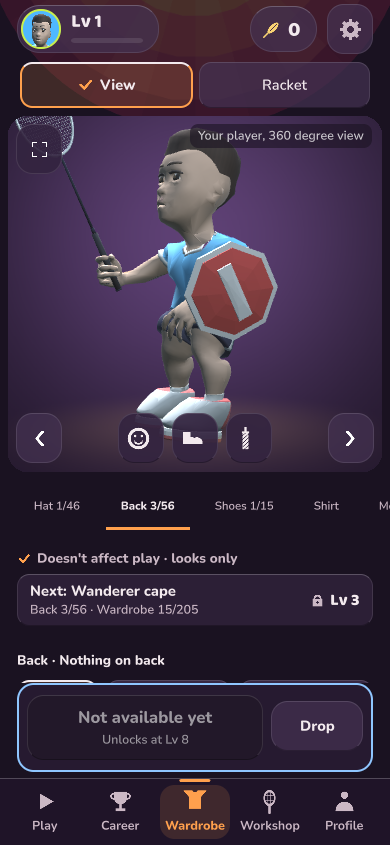 Lv 1
0
View
Racket
Your player, 360 degree view
Hat 1/46
Back 3/56
Shoes 1/15
Shirt
Doesn't affect play · looks only
Next: Wanderer cape
Back 3/56 · Wardrobe 15/205
Lv 3
Back · Nothing on back
Not available yet
Unlocks at Lv 8
Drop
Play
Career
Wardrobe
Workshop
Profile